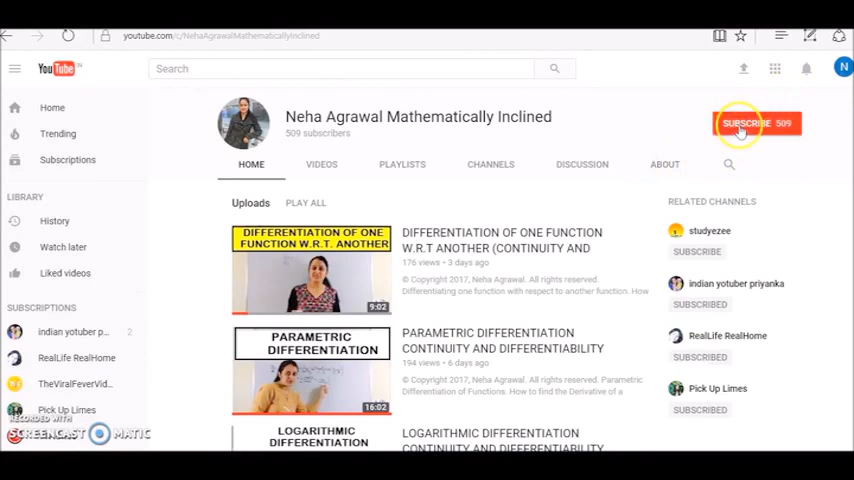 youtube.com/c/NehaAgrawalMathematicallyInclined
YouTube IN
Search
N
Home
Trending
Subscriptions
LIBRARY
History
Watch later
Liked videos
SUBSCRIPTIONS
indian yotuber p... 2
RealLife RealHome
TheViralFeverVid...
Pick Up Limes
RECORDED WITH
SCREENCAST MATIC
Neha Agrawal Mathematically Inclined
509 subscribers
SUBSCRIBE 509
HOME VIDEOS PLAYLISTS CHANNELS DISCUSSION ABOUT
Uploads PLAY ALL
DIFFERENTIATION OF ONE
FUNCTION W.R.T. ANOTHER
9:02
DIFFERENTIATION OF ONE FUNCTION
W.R.T ANOTHER (CONTINUITY AND
176 views • 3 days ago
© Copyright 2017, Neha Agrawal. All rights reserved.
Differentiating one function with respect to another function. How
PARAMETRIC
DIFFERENTIATION
16:02
PARAMETRIC DIFFERENTIATION
CONTINUITY AND DIFFERENTIABILITY
194 views • 6 days ago
© Copyright 2017, Neha Agrawal. All rights reserved. Parametric
Differentiation of Functions. How to find the Derivative of a
LOGARITHMIC
DIFFERENTIATION
LOGARITHMIC DIFFERENTIATION
CONTINUITY AND DIFFERENTIABILITY
RELATED CHANNELS
studyezee
SUBSCRIBE
indian yotuber priyanka
SUBSCRIBED
RealLife RealHome
SUBSCRIBED
Pick Up Limes
SUBSCRIBED